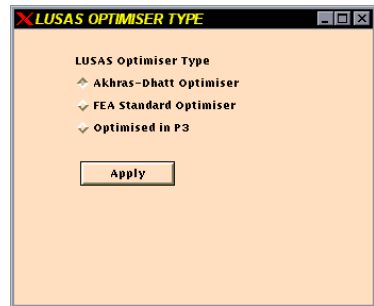 LUSAS OPTIMISER TYPE
LUSAS Optimiser Type
Akhras-Dhatt Optimiser
FEA Standard Optimiser
Optimised in P3
Apply